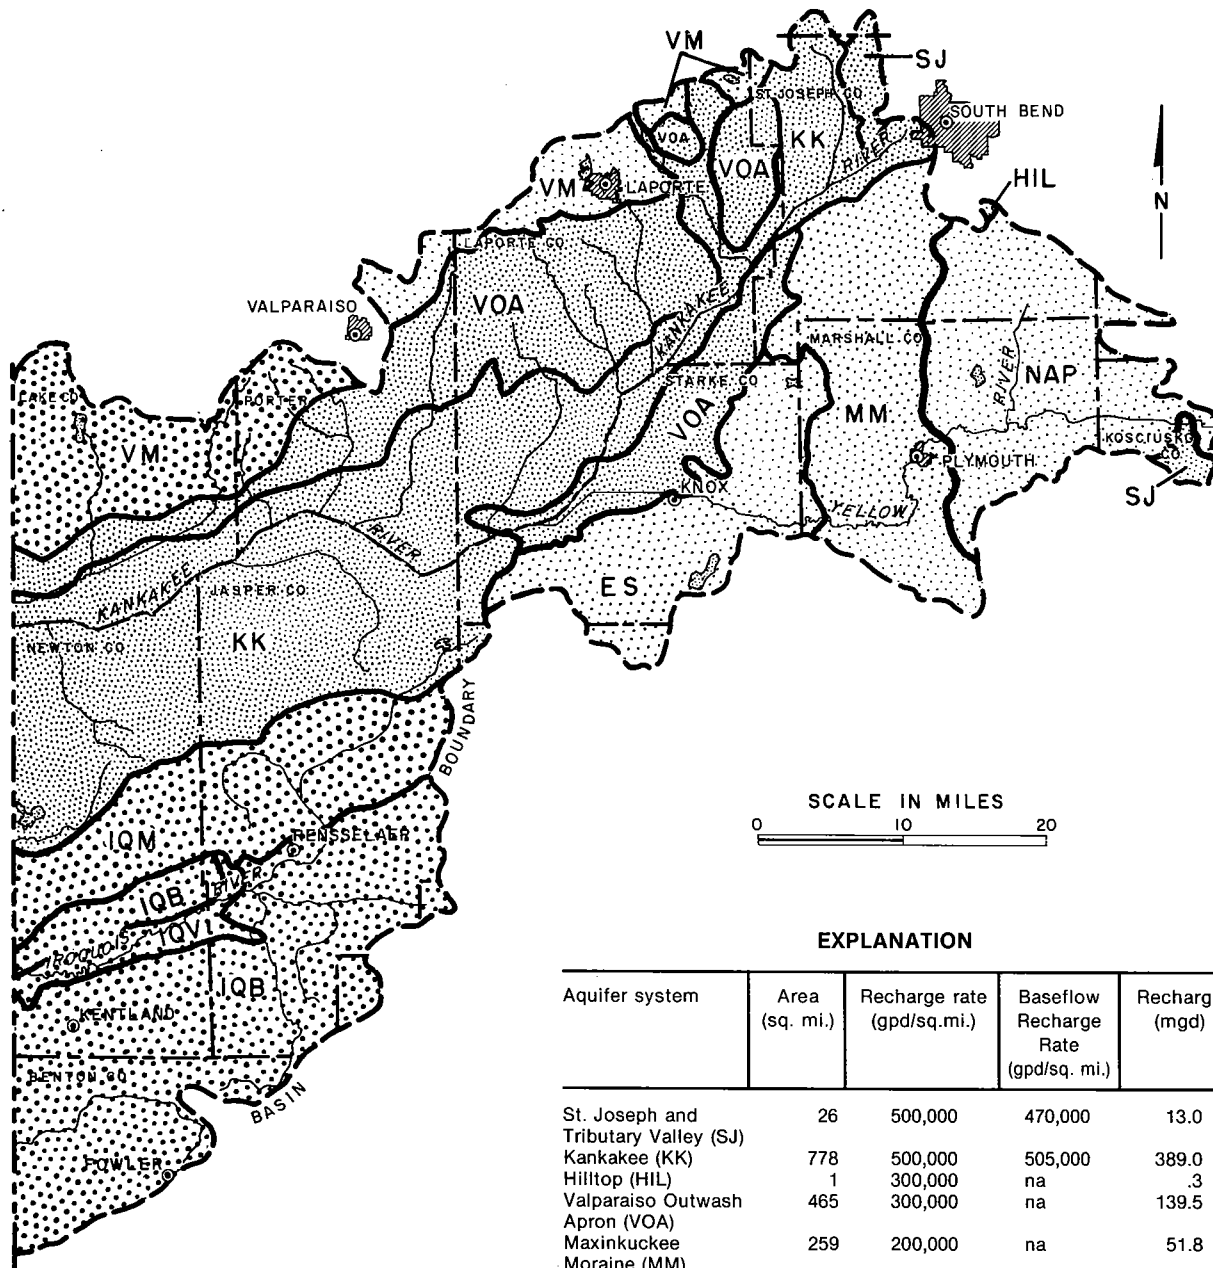 VM
SJ
ST. JOSEPH CO.
SOUTH BEND
VOA
KK
RIVER
VOA
HIL
VM
LAPORTE
N
LAPORTE CO.
VALPARAISO
VOA
KANKAKEE
MARSHALL CO.
RIVER
NAP
STARKE CO.
LAKE CO.
PORTER
VOA
MM
VM
KOSCIUSKO CO.
PLYMOUTH
KNOX
SJ
YELLOW
RIVER
KANKAKEE
JASPER CO.
ES
NEWTON CO.
KK
BOUNDARY
SCALE IN MILES
0 10 20
IQM
RENSSELAER
RIVER
IQB
IROQUOIS
IQV
IQB
KENTLAND
BENTON CO.
BASIN
FOWLER
EXPLANATION
Aquifer system Area Recharge rate Baseflow Recharg
(sq. mi.) (gpd/sq.mi.) Recharge (mgd)
Rate
(gpd/sq. mi.)
St. Joseph and 26 500,000 470,000 13.0
Tributary Valley (SJ)
Kankakee (KK) 778 500,000 505,000 389.0
Hilltop (HIL) 1 300,000 na .3
Valparaiso Outwash 465 300,000 na 139.5
Apron (VOA)
Maxinkuckee 259 200,000 na 51.8
Moraine (MM)